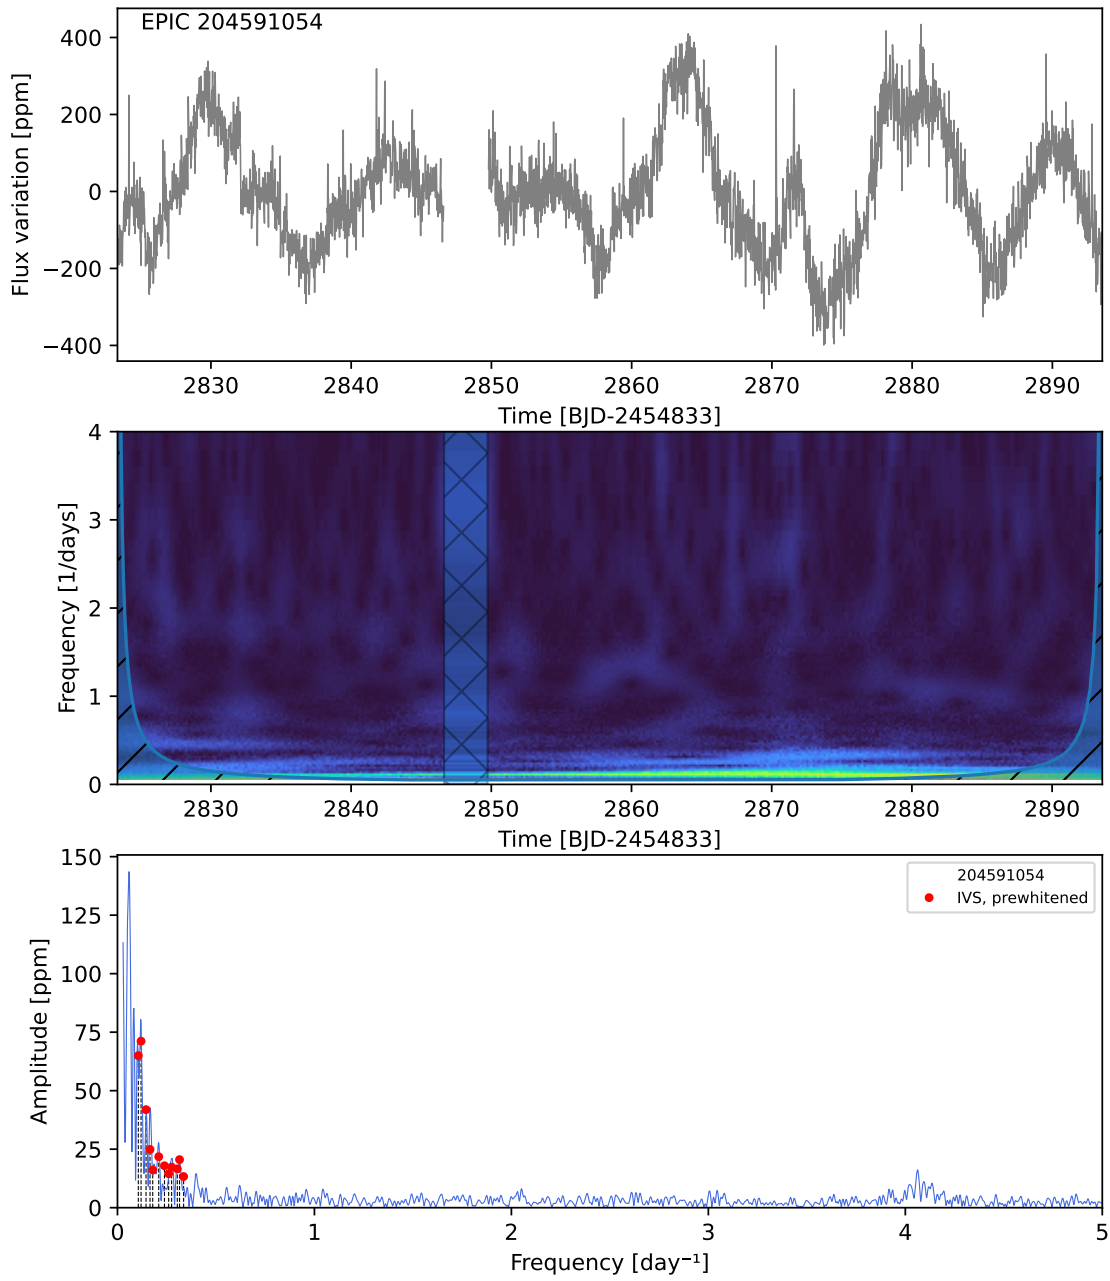 EPIC 204591054
Flux variation [ppm]
400
200
0
−200
−400
2830 2840 2850 2860 2870 2880 2890
Time [BJD-2454833]
Frequency [1/days]
4
3
2
1
0
2830 2840 2850 2860 2870 2880 2890
Time [BJD-2454833]
Amplitude [ppm]
150
125
100
75
50
25
0
204591054
IVS, prewhitened
0 1 2 3 4 5
Frequency [day⁻¹]